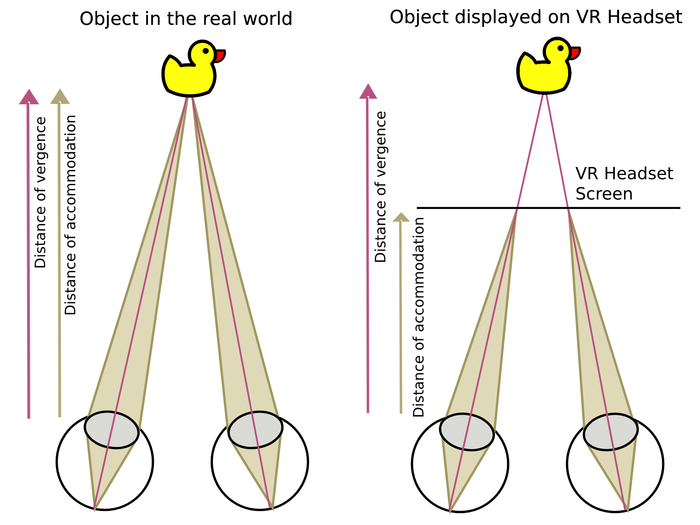 Object in the real world
Distance of vergence
Distance of accommodation
Object displayed on VR Headset
Distance of vergence
Distance of accommodation
VR Headset
Screen